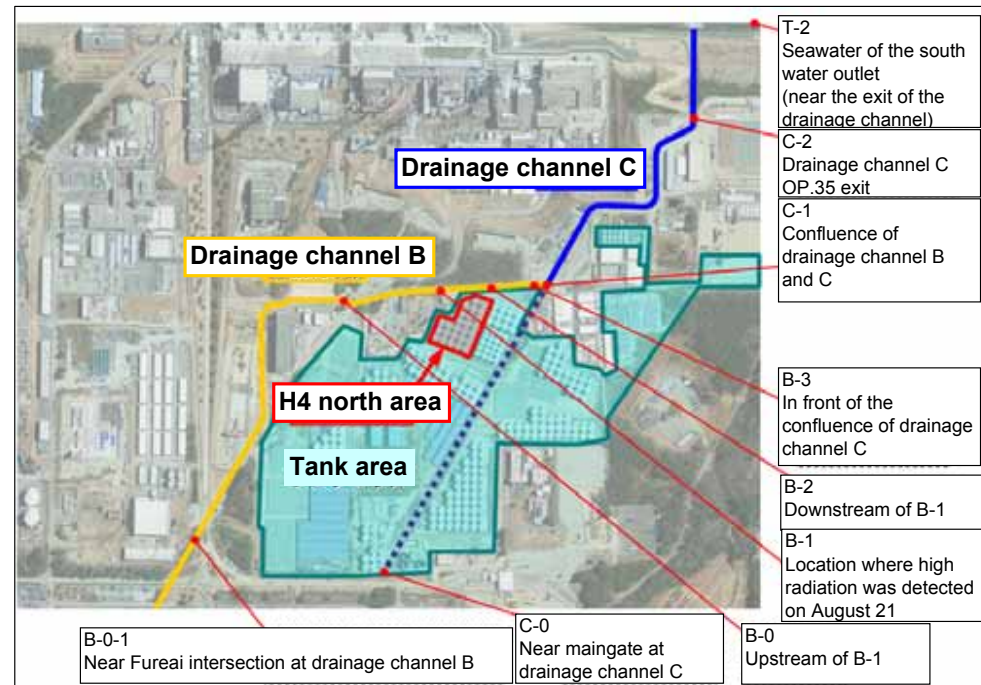 T-2
Seawater of the south
water outlet
(near the exit of the
drainage channel)
C-2
Drainage channel C
OP.35 exit
C-1
Confluence of
drainage channel B
and C
Drainage channel C
Drainage channel B
H4 north area
Tank area
B-3
In front of the
confluence of drainage
channel C
B-2
Downstream of B-1
B-1
Location where high
radiation was detected
on August 21
B-0-1
Near Fureai intersection at drainage channel B
C-0
Near maingate at
drainage channel C
B-0
Upstream of B-1